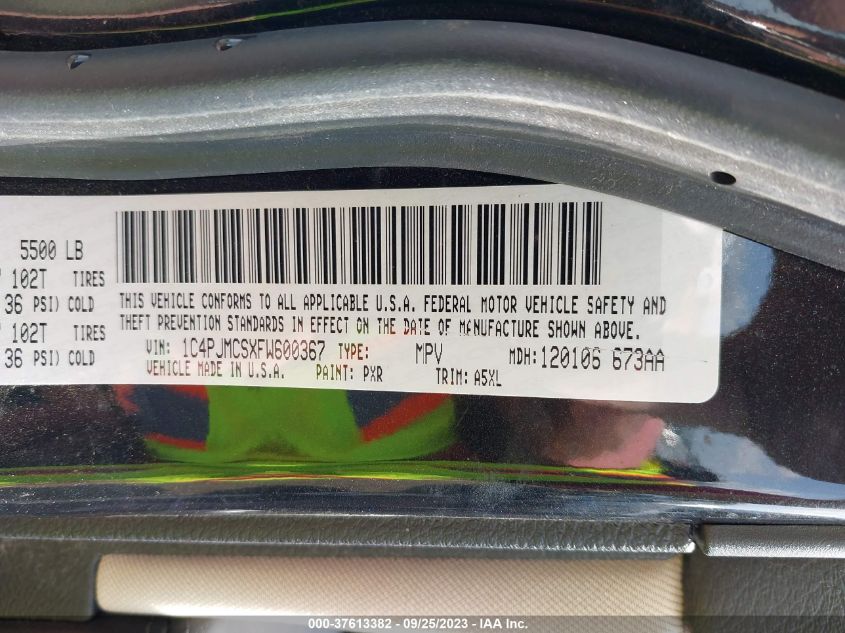 5500 LB
102T TIRES
36 PSI) COLD
102T TIRES
36 PSI) COLD
THIS VEHICLE CONFORMS TO ALL APPLICABLE U.S.A. FEDERAL MOTOR VEHICLE SAFETY AND
THEFT PREVENTION STANDARDS IN EFFECT ON THE DATE OF MANUFACTURE SHOWN ABOVE.
VIN: 1C4PJMCSXFW600367 TYPE: MPV MDH:120106 673AA
VEHICLE MADE IN U.S.A. PAINT: PXR TRIM: A5XL
000-37613382 - 09/25/2023 - IAA Inc.